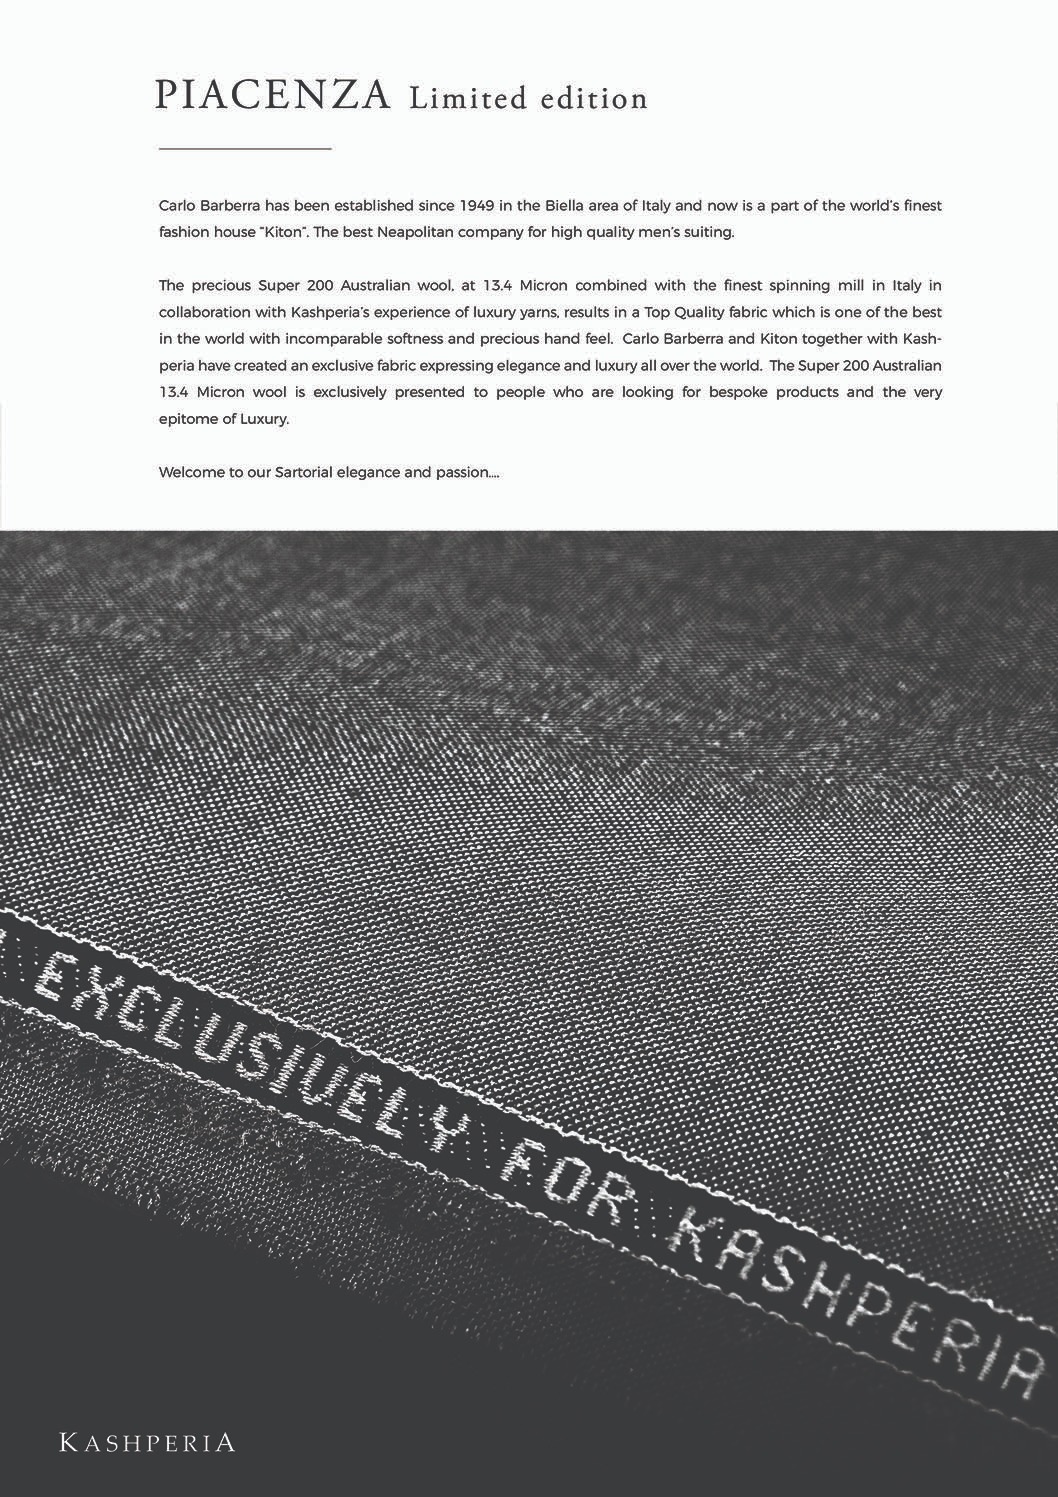 PIACENZA Limited edition
Carlo Barberra has been established since 1949 in the Biella area of Italy and now is a part of the world's finest
fashion house "Kiton". The best Neapolitan company for high quality men's suiting.
The precious Super 200 Australian wool, at 13.4 Micron combined with the finest spinning mill in Italy in
collaboration with Kashperia's experience of luxury yarns, results in a Top Quality fabric which is one of the best
in the world with incomparable softness and precious hand feel. Carlo Barberra and Kiton together with Kash-
peria have created an exclusive fabric expressing elegance and luxury all over the world. The Super 200 Australian
13.4 Micron wool is exclusively presented to people who are looking for bespoke products and the very
epitome of Luxury.
Welcome to our Sartorial elegance and passion....
EXCLUSIVELY FOR KASHPERIA
KASHPERIA